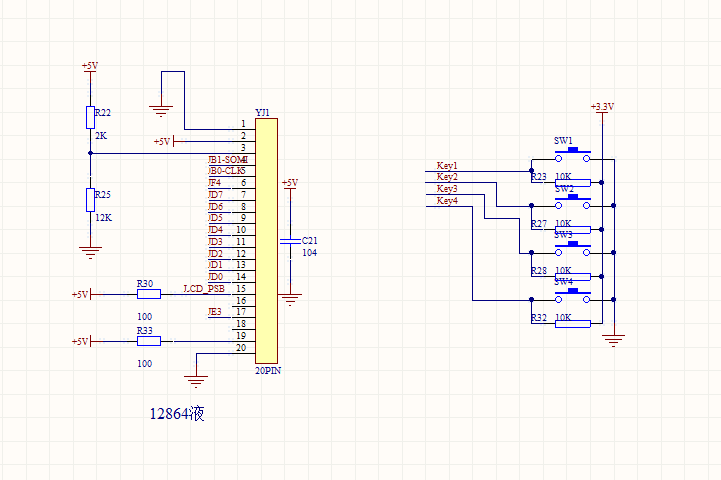 +5V
R22
2K
R25
12K
+5V
YJ1
1
2
3
JB1-SOMI
JB0-CLK
5
JF4
6
JD7
7
JD6
8
JD5
9
JD4
10
JD3
11
JD2
12
JD1
13
JD0
14
LCD_PSB
15
16
JE3
17
18
19
20
20PIN
+5V
C21
104
+5V
R30
100
+5V
R33
100
12864液
+3.3V
SW1
Key1
R23
10K
Key2
SW2
Key3
R27
10K
Key4
SW3
R28
10K
SW4
R32
10K